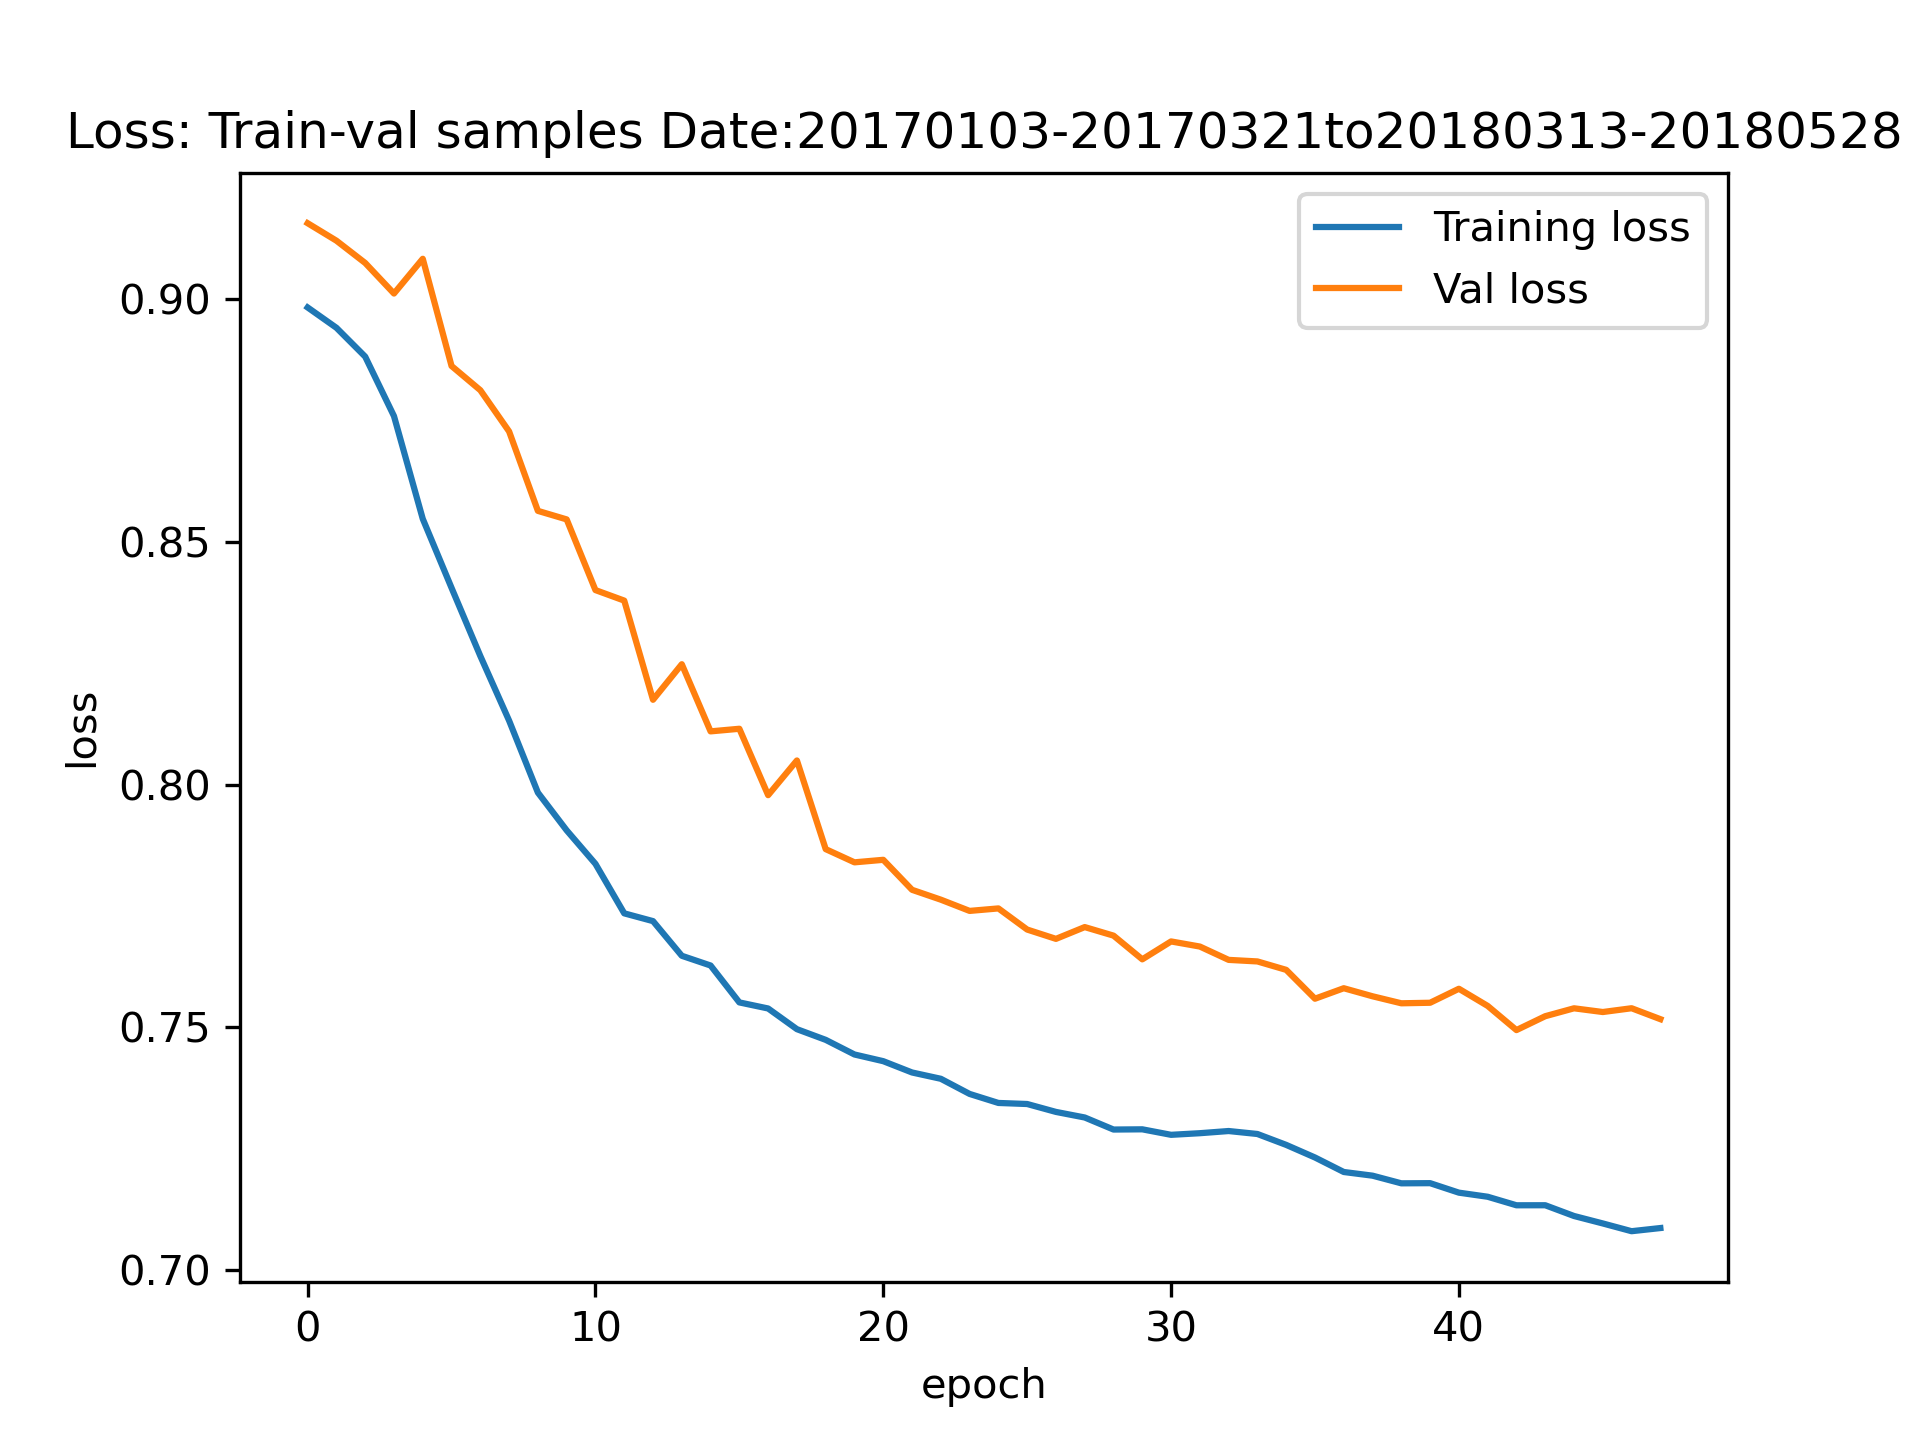 Loss: Train-val samples Date:20170103-20170321to20180313-20180528
Training loss
Val loss
0.90
0.85
0.80
0.75
0.70
loss
0
10
20
30
40
epoch